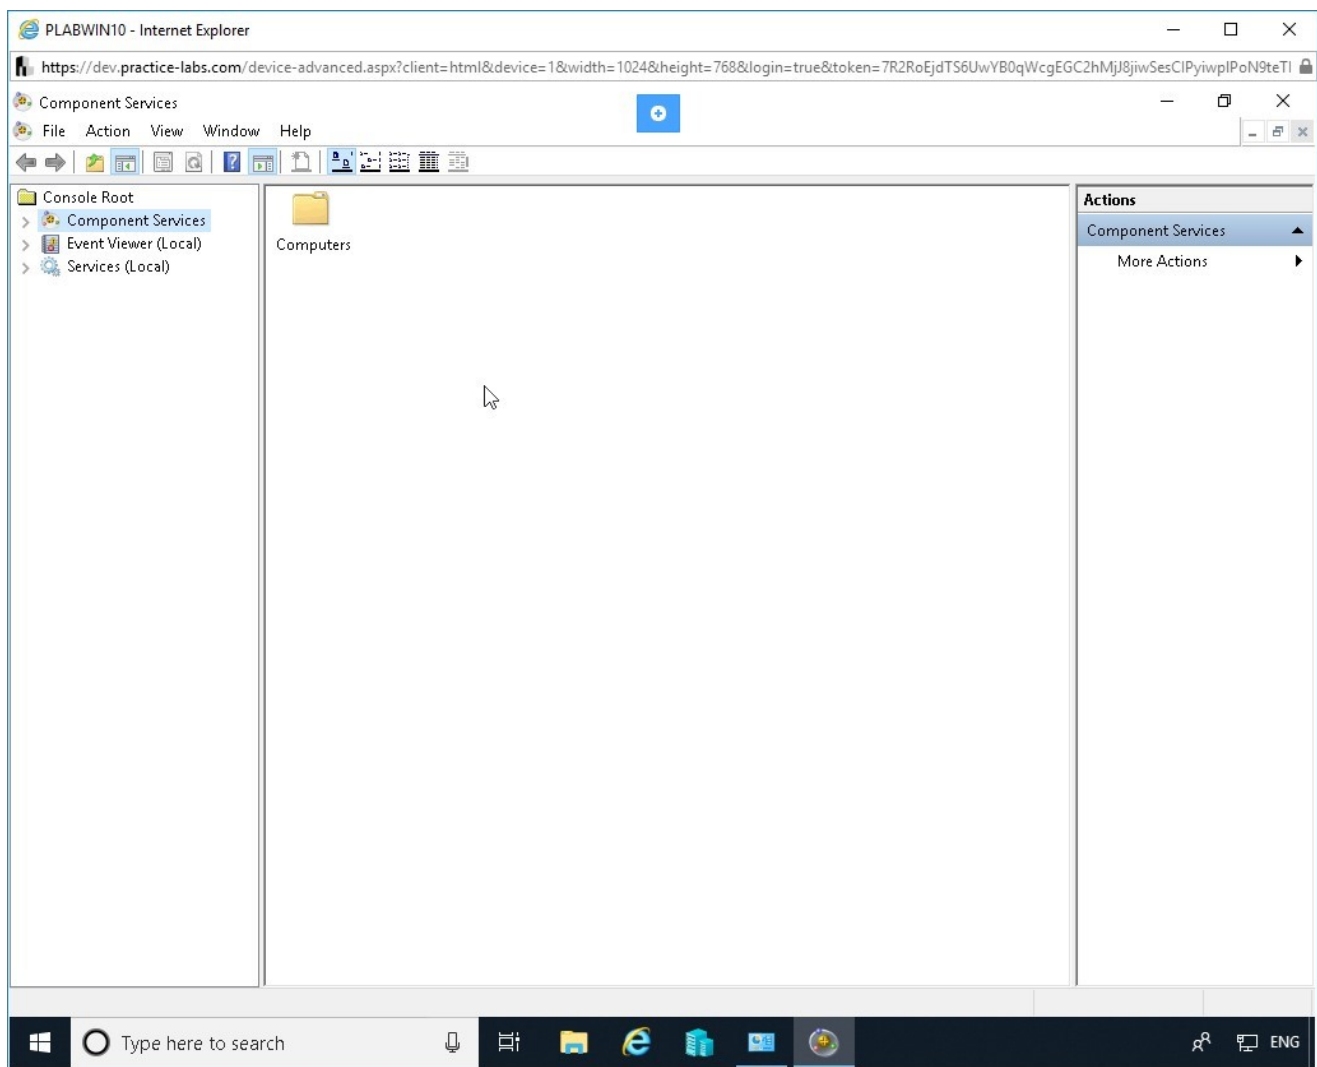 PLABWIN10 - Internet Explorer
https://dev.practice-labs.com/device-advanced.aspx?client=html&device=1&width=1024&height=768&login=true&token=7R2RoEjdTS6UwYB0qWcgEGC2hMjJ8jiwSesCIPyiwpIPoN9teTI
Component Services
File Action View Window Help
Console Root
Component Services
Event Viewer (Local)
Services (Local)
Computers
Actions
Component Services
More Actions
Type here to search
ENG